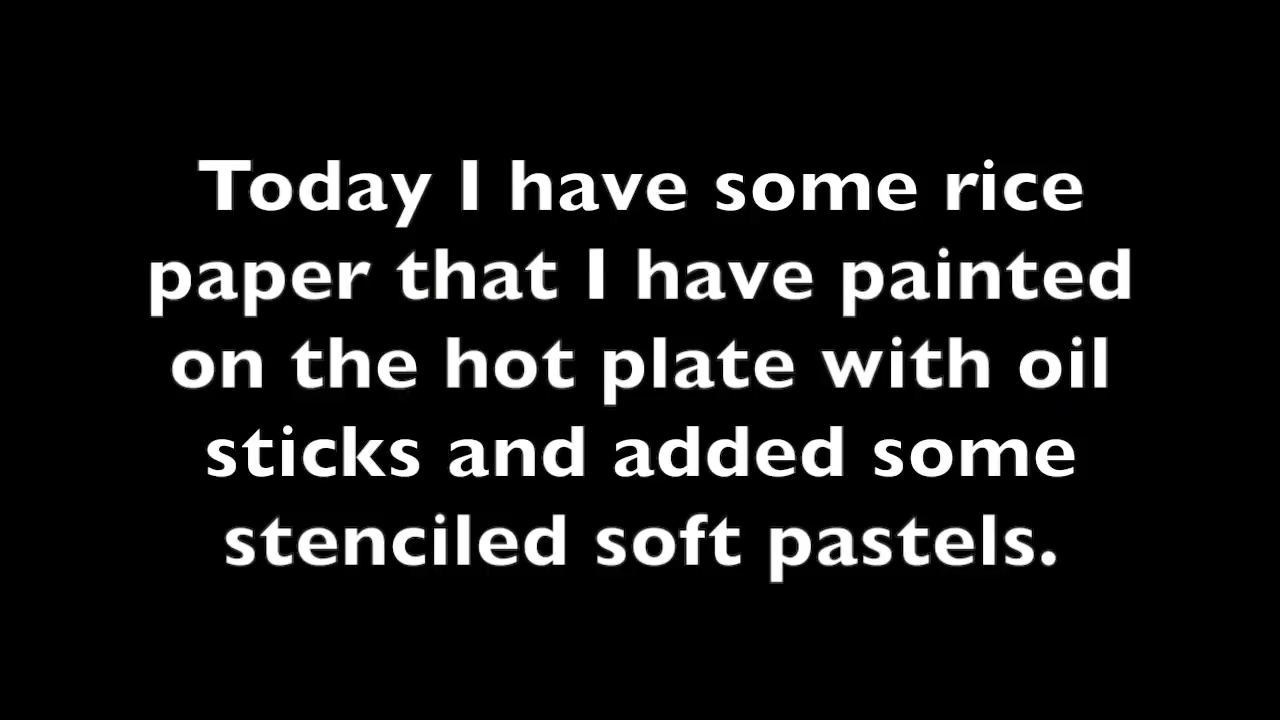 Today I have some rice
paper that I have painted
on the hot plate with oil
sticks and added some
stenciled soft pastels.